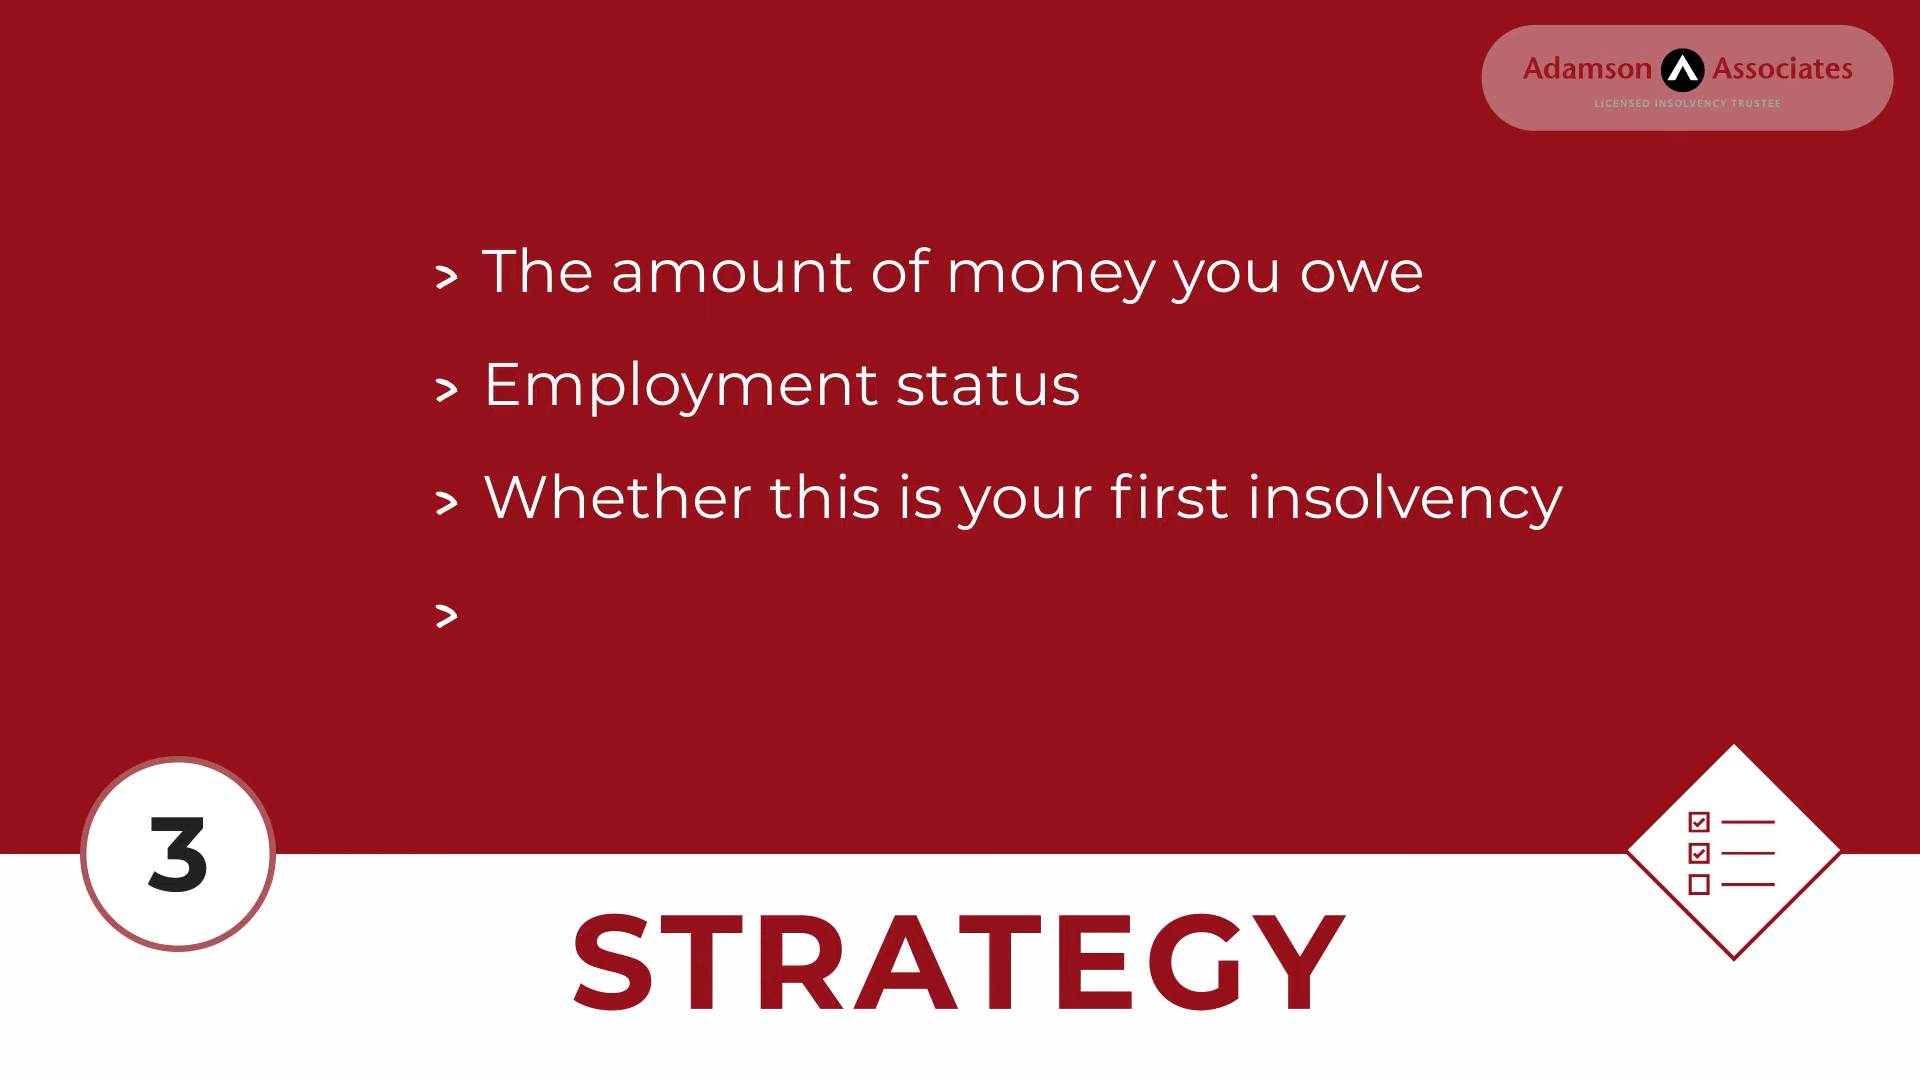 Adamson Associates
LICENSED INSOLVENCY TRUSTEE
> The amount of money you owe
> Employment status
> Whether this is your first insolvency
>
3
STRATEGY